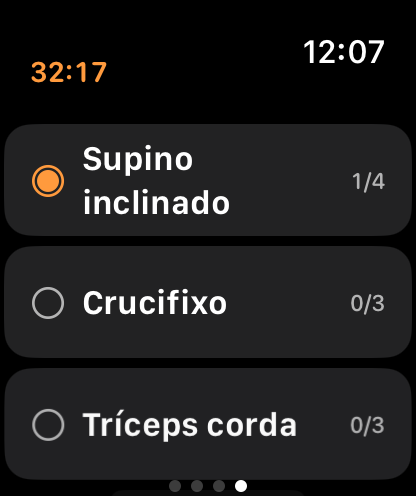 12:07
32:17
Supino
inclinado
1/4
Crucifixo
0/3
Tríceps corda
0/3